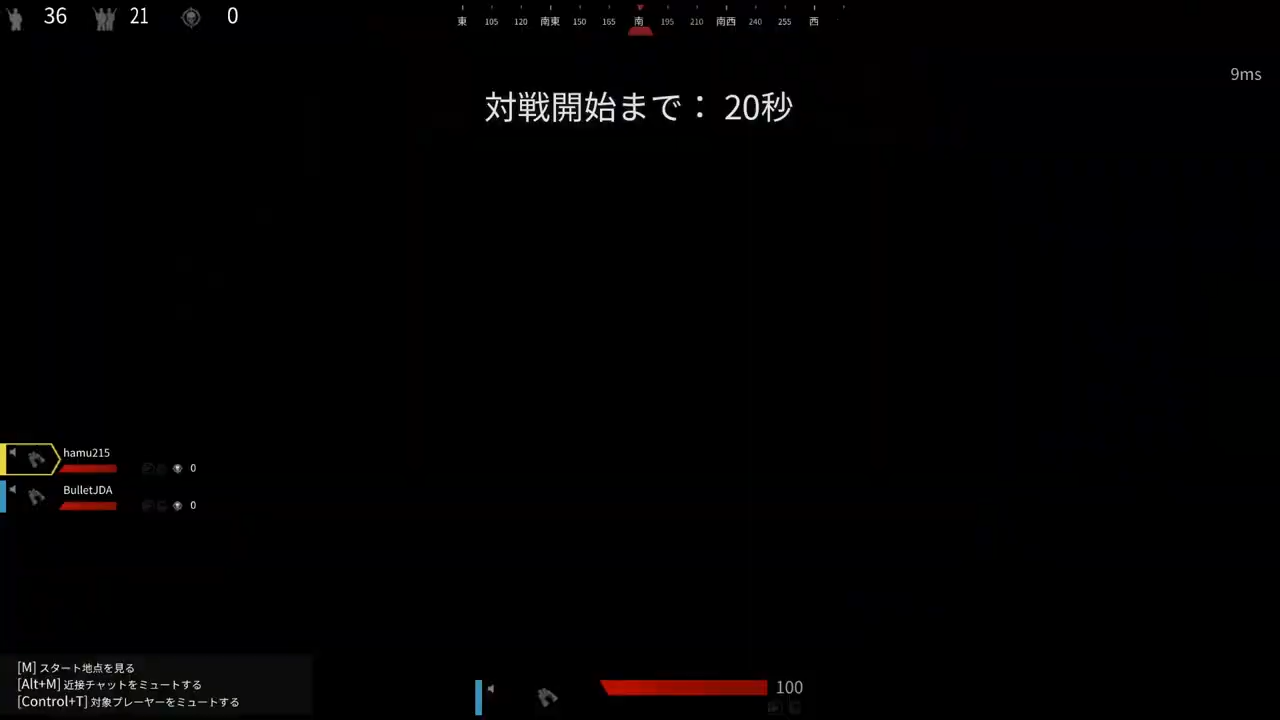 36 21 0
東 105 120 南東 150 165 南 195 210 南西 240 255 西
9ms
対戦開始まで： 20秒
hamu215
0
BulletJDA
0
[M] スタート地点を見る
[Alt+M] 近接チャットをミュートする
[Control+T] 対象プレーヤーをミュートする
100